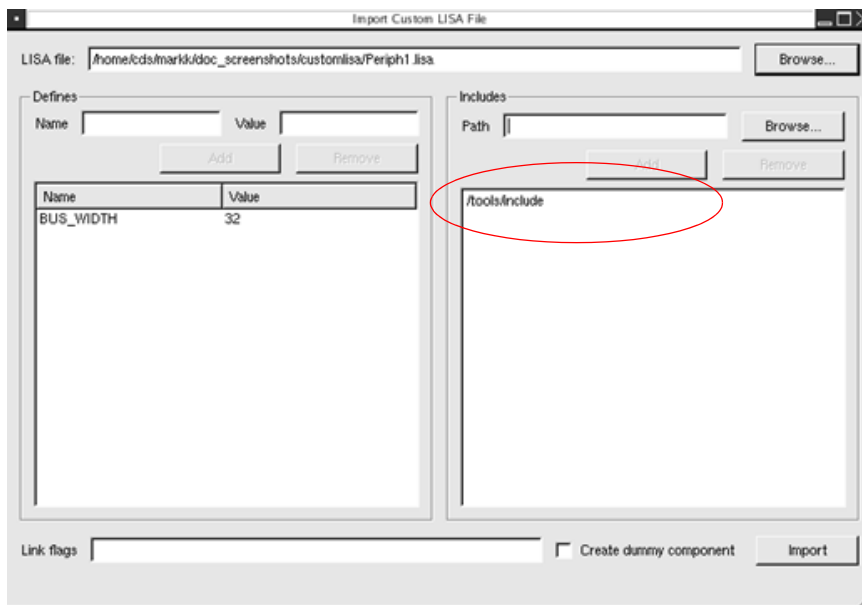 Import Custom LISA File
LISA file: /home/cds/markk/doc_screenshots/customlisa/Periph1.lisa
Browse...
Defines
Name
Value
Add
Remove
Name Value
BUS_WIDTH 32
Includes
Path
Browse...
Add
Remove
/tools/include
Link flags
Create dummy component
Import